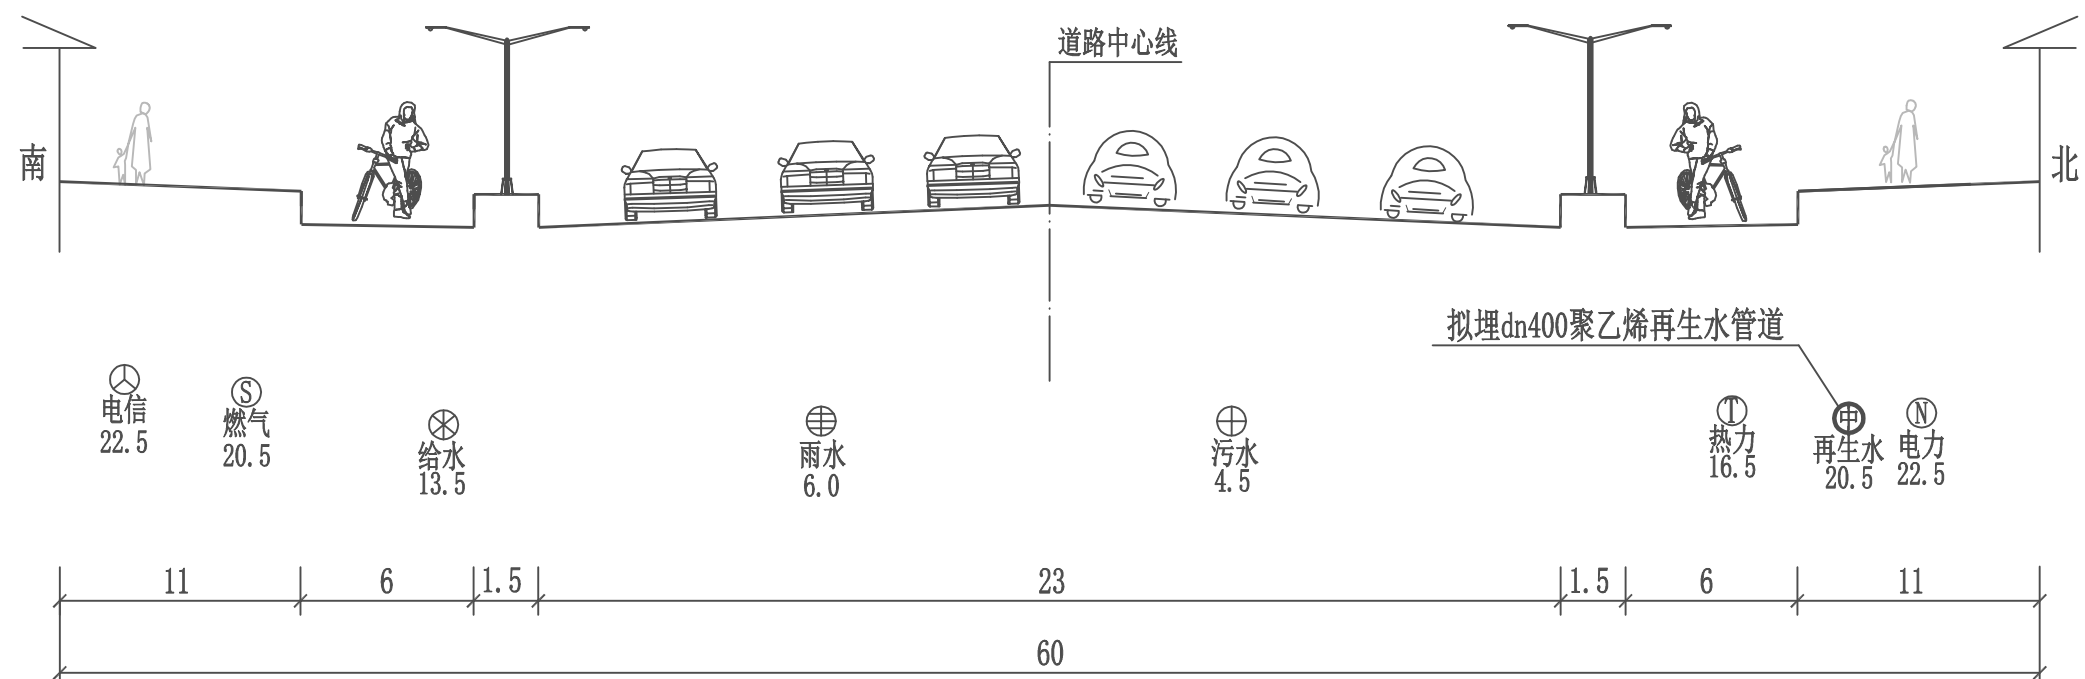 道路中心线
南
北
拟埋dn400聚乙烯再生水管道
电信
22.5
S
燃气
20.5
给水
13.5
雨水
6.0
污水
4.5
T
热力
16.5
中
再生水
20.5
N
电力
22.5
11
6
1.5
23
1.5
6
11
60